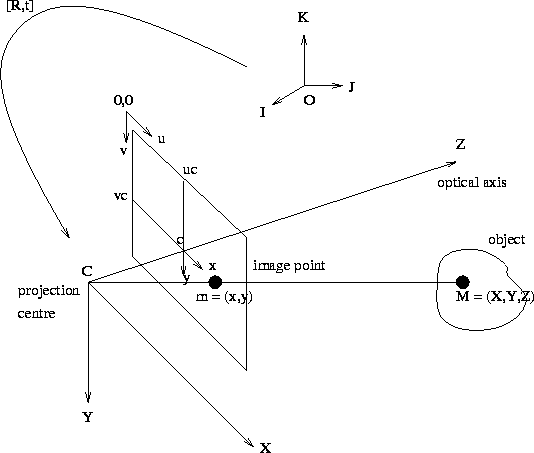 [R,t]
K
J
O
I
0,0
u
v
Z
uc
optical axis
vc
c
object
x
image point
C
y
projection
centre
m = (x,y)
M = (X,Y,Z)
Y
X